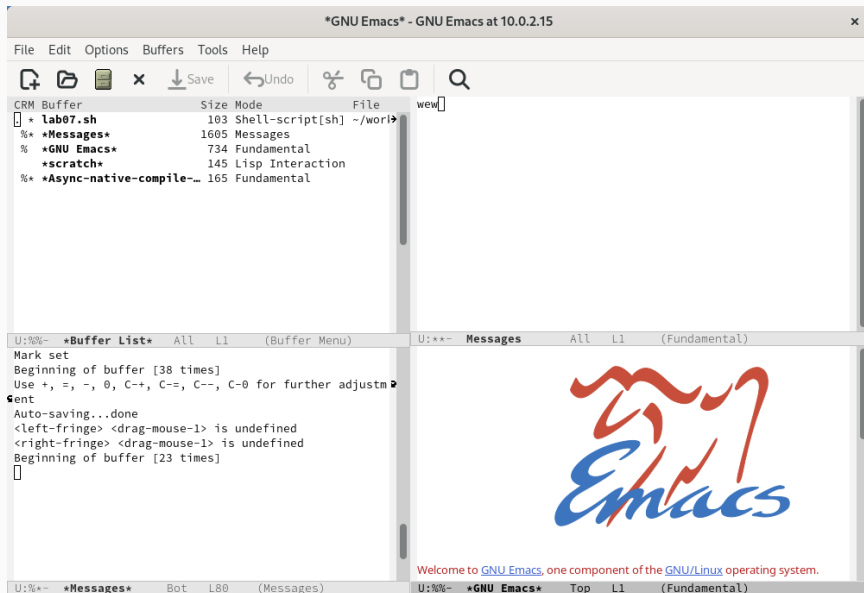 *GNU Emacs* - GNU Emacs at 10.0.2.15
File Edit Options Buffers Tools Help
Save Undo
CRM Buffer Size Mode File
. * lab07.sh 103 Shell-script[sh] ~/work
%* *Messages* 1605 Messages
% *GNU Emacs* 734 Fundamental
*scratch* 145 Lisp Interaction
%* *Async-native-compile-… 165 Fundamental
U:%%- *Buffer List* All L1 (Buffer Menu)
wew
U:**- Messages All L1 (Fundamental)
Mark set
Beginning of buffer [38 times]
Use +, =, -, 0, C-+, C-=, C--, C-0 for further adjustm
ent
Auto-saving...done
<left-fringe> <drag-mouse-1> is undefined
<right-fringe> <drag-mouse-1> is undefined
Beginning of buffer [23 times]
U:%*- *Messages* Bot L80 (Messages)
Emacs
Welcome to GNU Emacs, one component of the GNU/Linux operating system.
U:%%- *GNU Emacs* Top L1 (Fundamental)